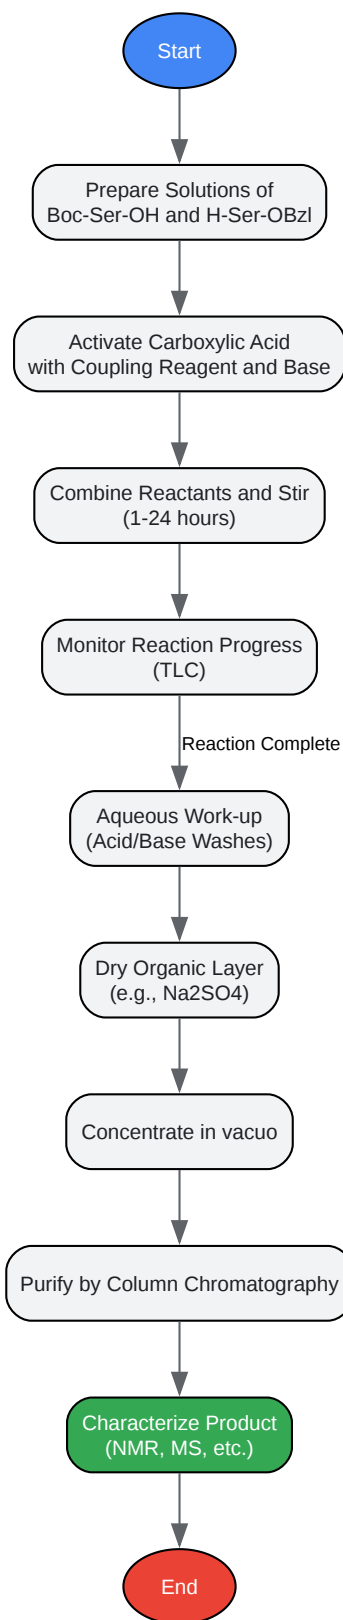 Start
Prepare Solutions of
Boc-Ser-OH and H-Ser-OBzl
Activate Carboxylic Acid
with Coupling Reagent and Base
Combine Reactants and Stir
(1-24 hours)
Monitor Reaction Progress
(TLC)
Reaction Complete
Aqueous Work-up
(Acid/Base Washes)
Dry Organic Layer
(e.g., Na2SO4)
Concentrate in vacuo
Purify by Column Chromatography
Characterize Product
(NMR, MS, etc.)
End